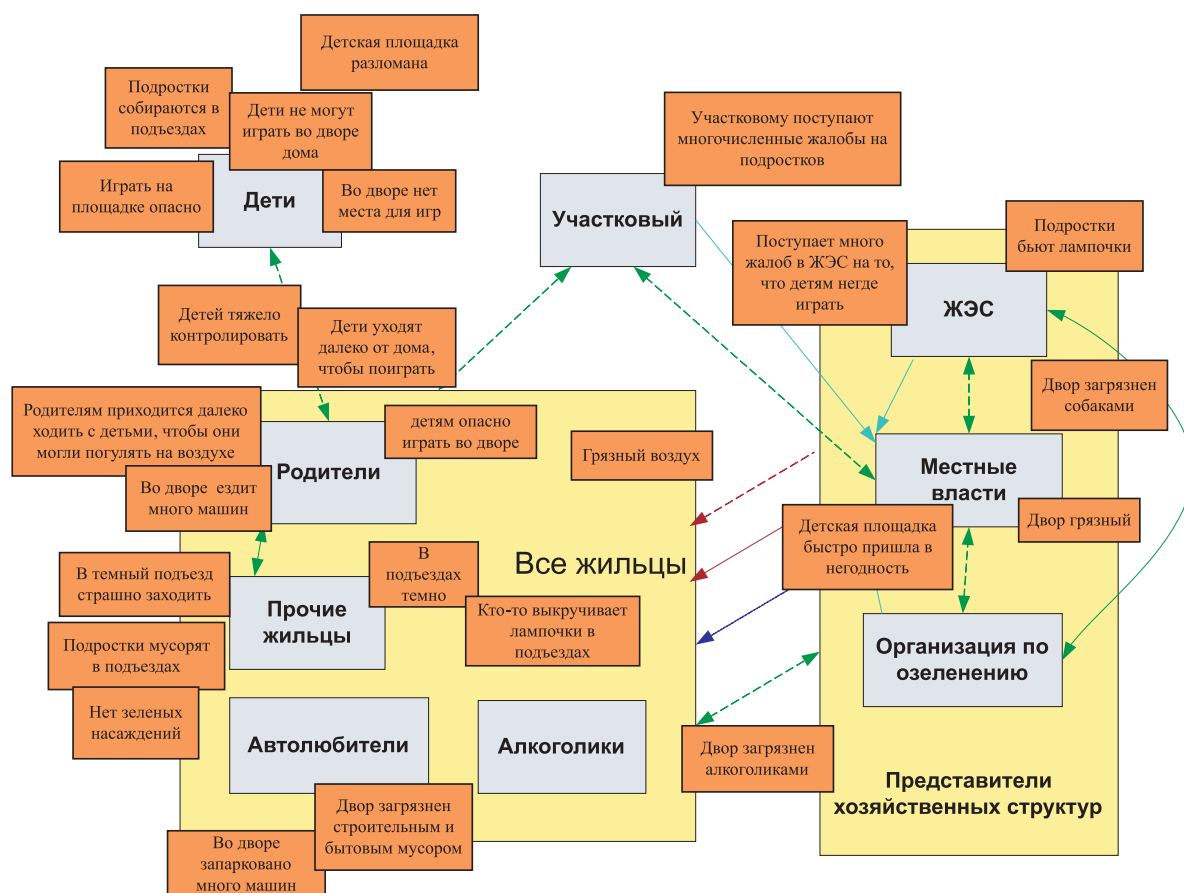 Детская площадка
разломана
Подростки
собираются в
подъездах
Дети не могут
играть во дворе
дома
Играть на
площадке опасно
Дети
Во дворе нет
места для игр
Участковому поступают
многочисленные жалобы на
подростков
Участковый
Подростки
бьют лампочки
Поступает много
жалоб в ЖЭС на то,
что детям негде
играть
ЖЭС
Детей тяжело
контролировать
Дети уходят
далеко от дома,
чтобы поиграть
Двор загрязнен
собаками
Родителям приходится далеко
ходить с детьми, чтобы они
могли погулять на воздухе
детям опасно
играть во дворе
Родители
Грязный воздух
Местные
власти
Во дворе ездит
много машин
Двор грязный
Детская площадка
быстро пришла в
негодность
Все жильцы
В темный подъезд
страшно заходить
В
подъездах
темно
Прочие
жильцы
Кто-то выкручивает
лампочки в
подъездах
Подростки мусорят
в подъездах
Организация по
озеленению
Нет зеленых
насаждений
Автолюбители
Алкоголики
Двор загрязнен
алкоголиками
Представители
хозяйственных структур
Двор загрязнен
строительным и
бытовым мусором
Во дворе
запарковано
много машин